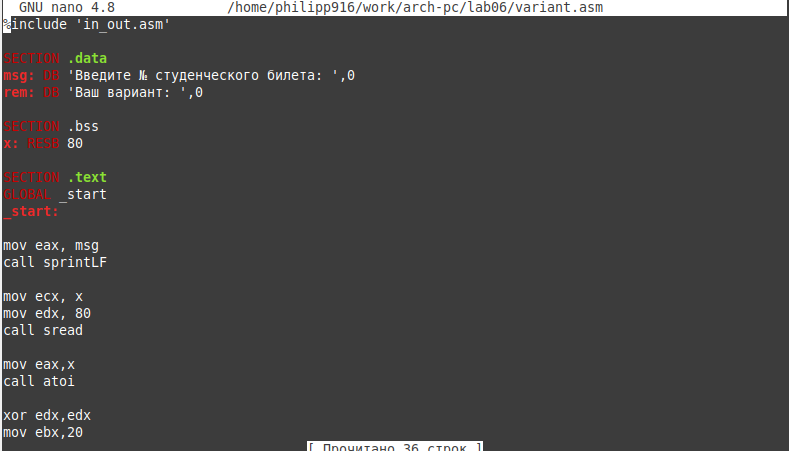 GNU nano 4.8 /home/philipp916/work/arch-pc/lab06/variant.asm
%include 'in_out.asm'
SECTION .data
msg: DB 'Введите № студенческого билета: ',0
rem: DB 'Ваш вариант: ',0
SECTION .bss
x: RESB 80
SECTION .text
GLOBAL _start
_start:
mov eax, msg
call sprintLF
mov ecx, x
mov edx, 80
call sread
mov eax,x
call atoi
xor edx,edx
mov ebx,20
[ Прочитано 36 строк ]